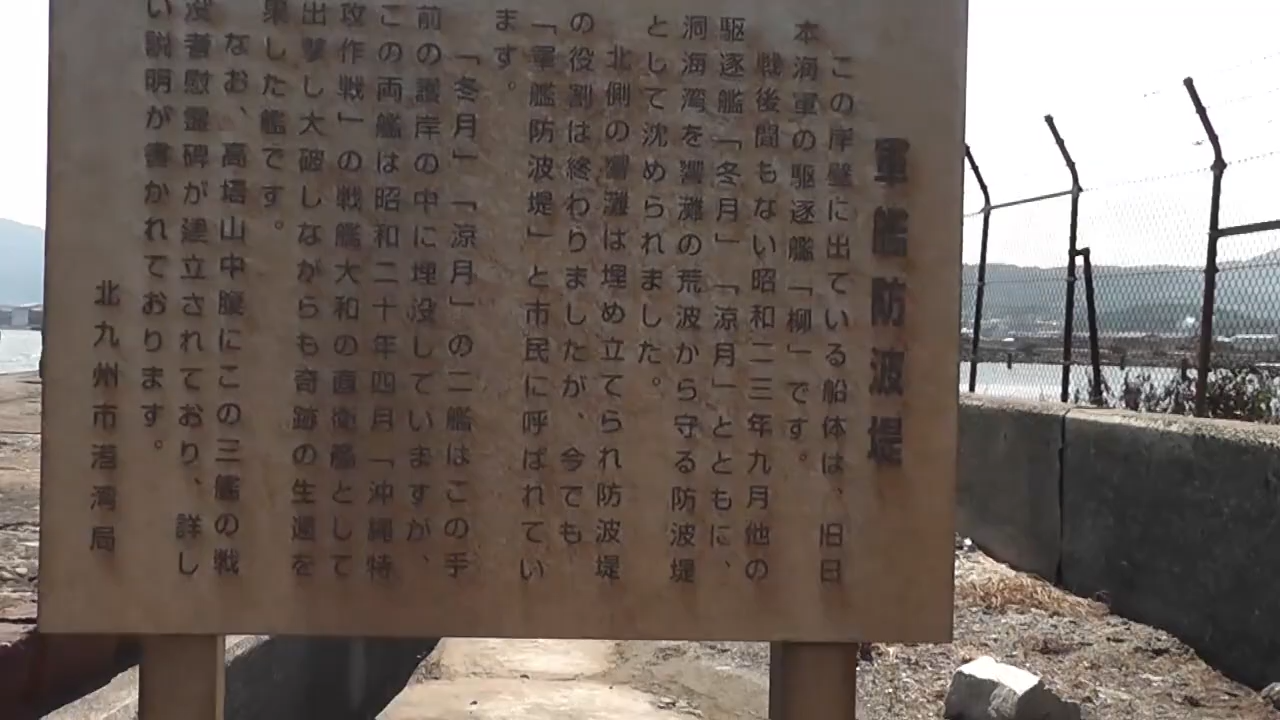 軍艦防波堤
この岸壁に出ている船体は、旧日
本海軍の駆逐艦「柳」です。
戦後間もない昭和二三年九月他の
駆逐艦「冬月」「涼月」とともに、
洞海湾を響灘の荒波から守る防波堤
として沈められました。
北側の響灘は埋め立てられ防波堤
の役割は終わりましたが、今でも
「軍艦防波堤」と市民に呼ばれてい
ます。
「冬月」「涼月」の二艦はこの手
前の護岸の中に埋没していますが、
この両艦は昭和二十年四月「沖縄特
攻作戦」の戦艦大和の直衛艦として
出撃し大破しながらも奇跡の生還を
果した艦です。
なお、高塔山中腹にこの三艦の戦
没者慰霊碑が建立されており、詳し
い説明が書かれております。
北九州市港湾局